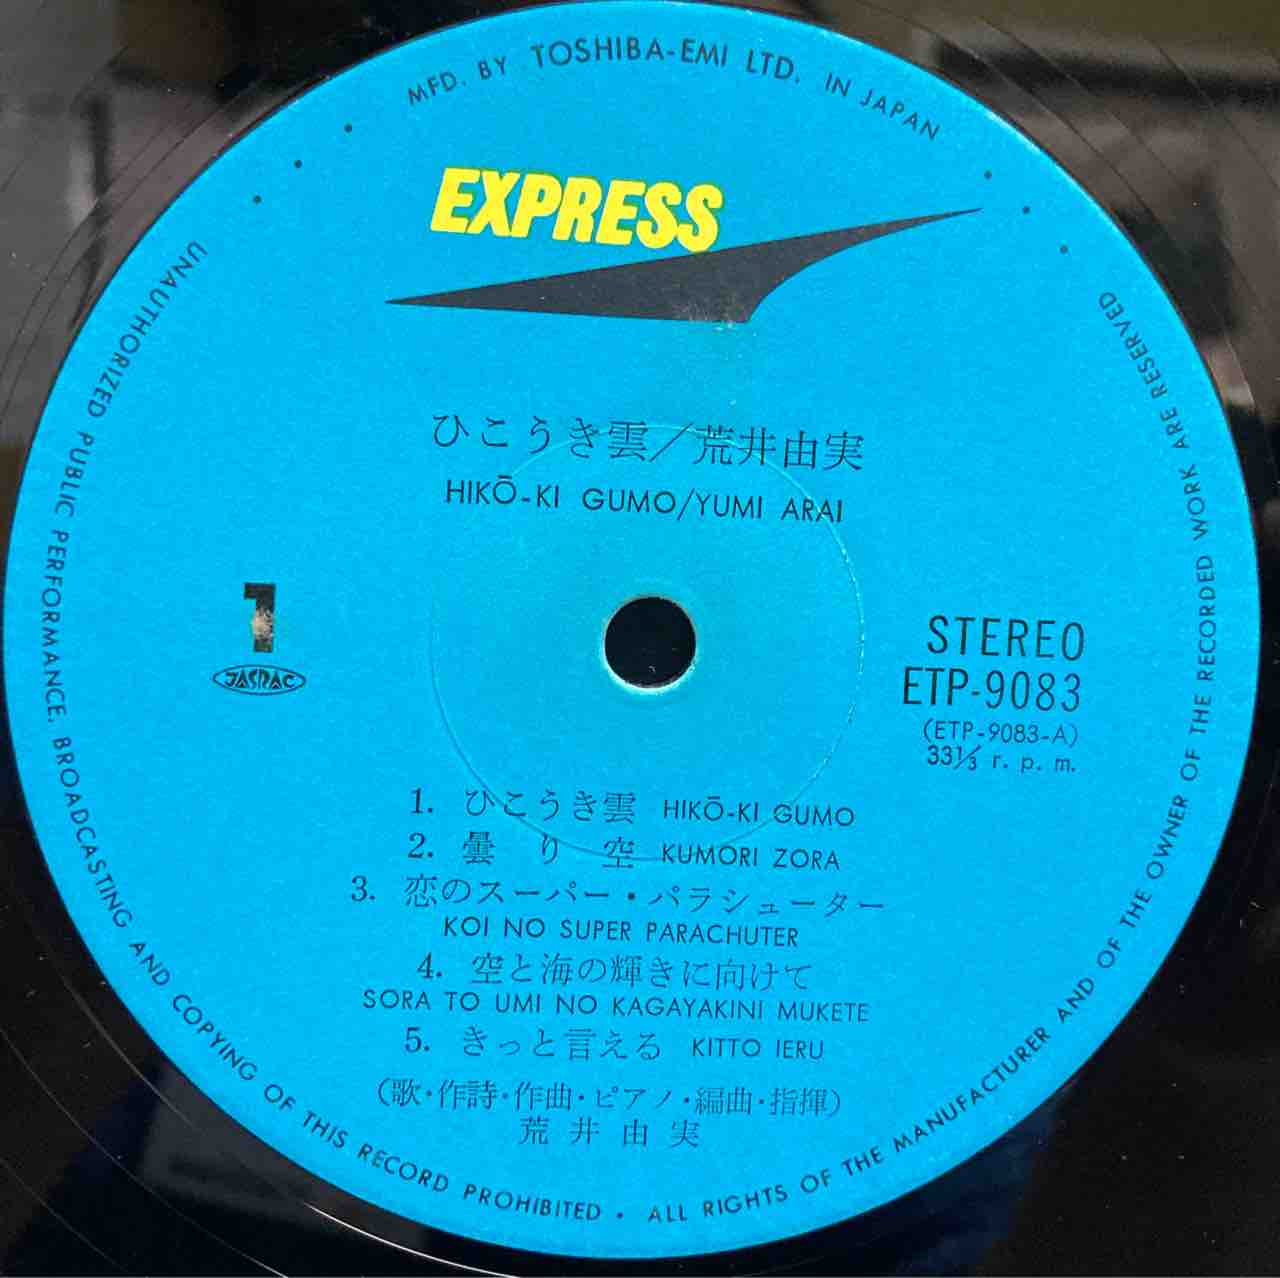 MFD. BY TOSHIBA-EMI LTD. IN JAPAN
EXPRESS
ひこうき雲/荒井由実
HIKŌ-KI GUMO/YUMI ARAI
1
JASRAC
STEREO
ETP-9083
(ETP-9083-A)
33⅓ r. p. m.
1. ひこうき雲 HIKŌ-KI GUMO
2. 曇り空 KUMORI ZORA
3. 恋のスーパー・パラシューター
KOI NO SUPER PARACHUTER
4. 空と海の輝きに向けて
SORA TO UMI NO KAGAYAKINI MUKETE
5. きっと言える KITTO IERU
(歌・作詩・作曲・ピアノ・編曲・指揮)
荒井由実
UNAUTHORIZED PUBLIC PERFORMANCE, BROADCASTING AND COPYING OF THIS RECORD PROHIBITED • ALL RIGHTS OF THE MANUFACTURER AND OF THE OWNER OF THE RECORDED WORK ARE RESERVED